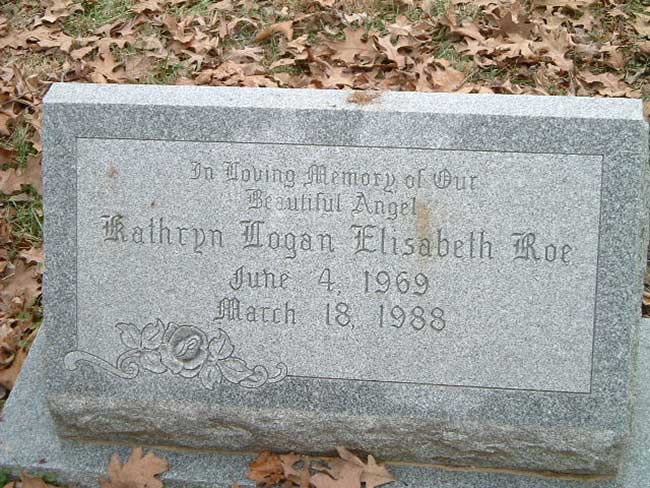 In Loving Memory of Our
Beautiful Angel
Kathryn Logan Elisabeth Roe
June 4, 1969
March 18, 1988